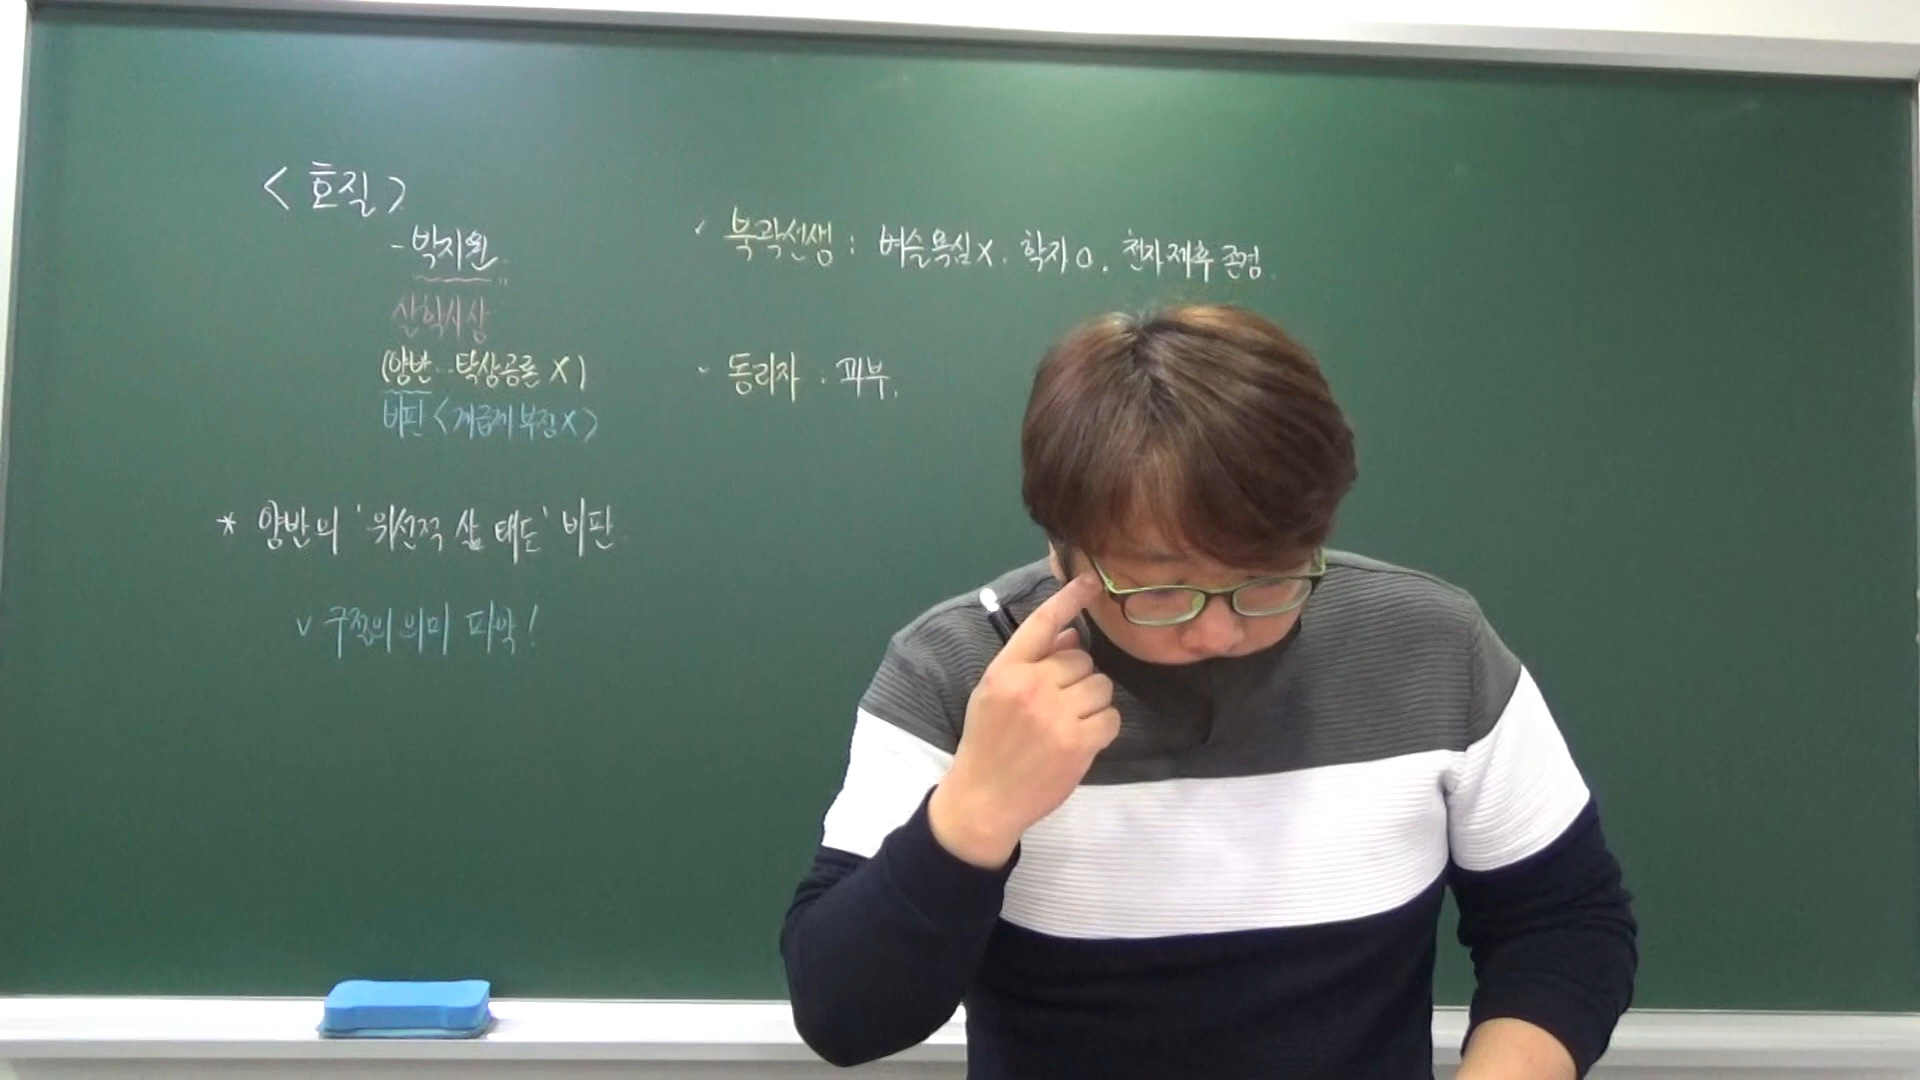 < 호질 >
- 박지원
실학사상
(양반… 탁상공론 X)
비판 < 계급제 부정 X >
* 양반의 '위선적 삶 태도' 비판
v 구절의 의미 파악!
북곽선생 : 벼슬욕심 X. 학자 O. 천자 제후 존경.
- 동리자 : 과부.